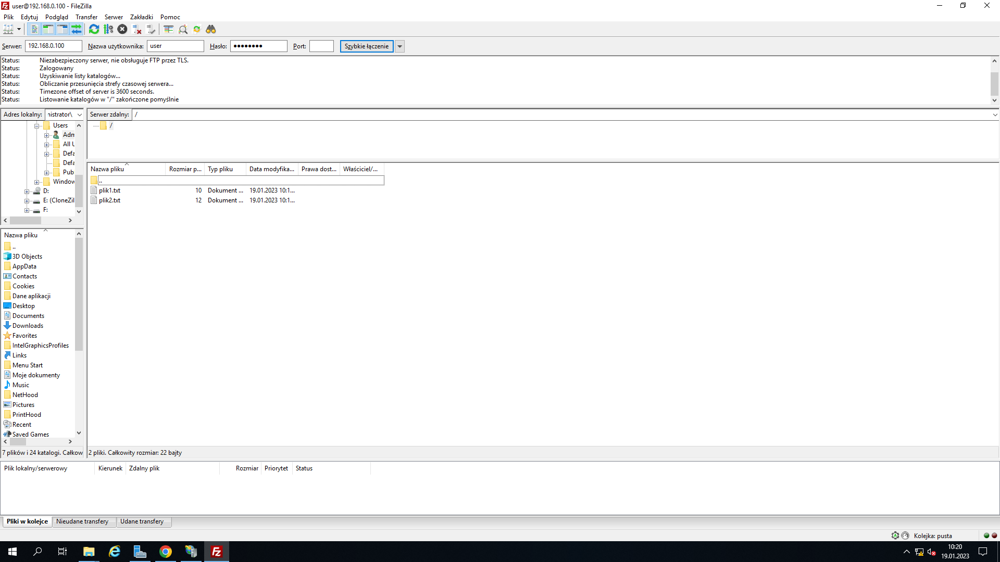 user@192.168.0.100 - FileZilla
Plik Edytuj Podgląd Transfer Serwer Zakładki Pomoc
Serwer: 192.168.0.100 Nazwa użytkownika: user Hasło: ●●●●●●●● Port: Szybkie łączenie
Status: Niezabezpieczony serwer, nie obsługuje FTP przez TLS.
Status: Zalogowany
Status: Uzyskiwanie listy katalogów...
Status: Obliczanie przesunięcia strefy czasowej serwera...
Status: Timezone offset of server is 3600 seconds.
Status: Listowanie katalogów w "/" zakończone pomyślnie
Adres lokalny: nistrator\
Users
Adm
All U
Defa
Defa
Pub
Window
D:
E: (CloneZil
F:
Nazwa pliku
..
3D Objects
AppData
Contacts
Cookies
Dane aplikacji
Desktop
Documents
Downloads
Favorites
IntelGraphicsProfiles
Links
Menu Start
Moje dokumenty
Music
NetHood
Pictures
PrintHood
Recent
Saved Games
7 plików i 24 katalogi. Całkow
Serwer zdalny: /
/
Nazwa pliku Rozmiar p... Typ pliku Data modyfika... Prawa dost... Właściciel/...
..
plik1.txt 10 Dokument ... 19.01.2023 10:1...
plik2.txt 12 Dokument ... 19.01.2023 10:1...
2 pliki. Całkowity rozmiar: 22 bajty
Plik lokalny/serwerowy Kierunek Zdalny plik Rozmiar Priorytet Status
Pliki w kolejce Nieudane transfery Udane transfery
Kolejka: pusta
10:20
19.01.2023